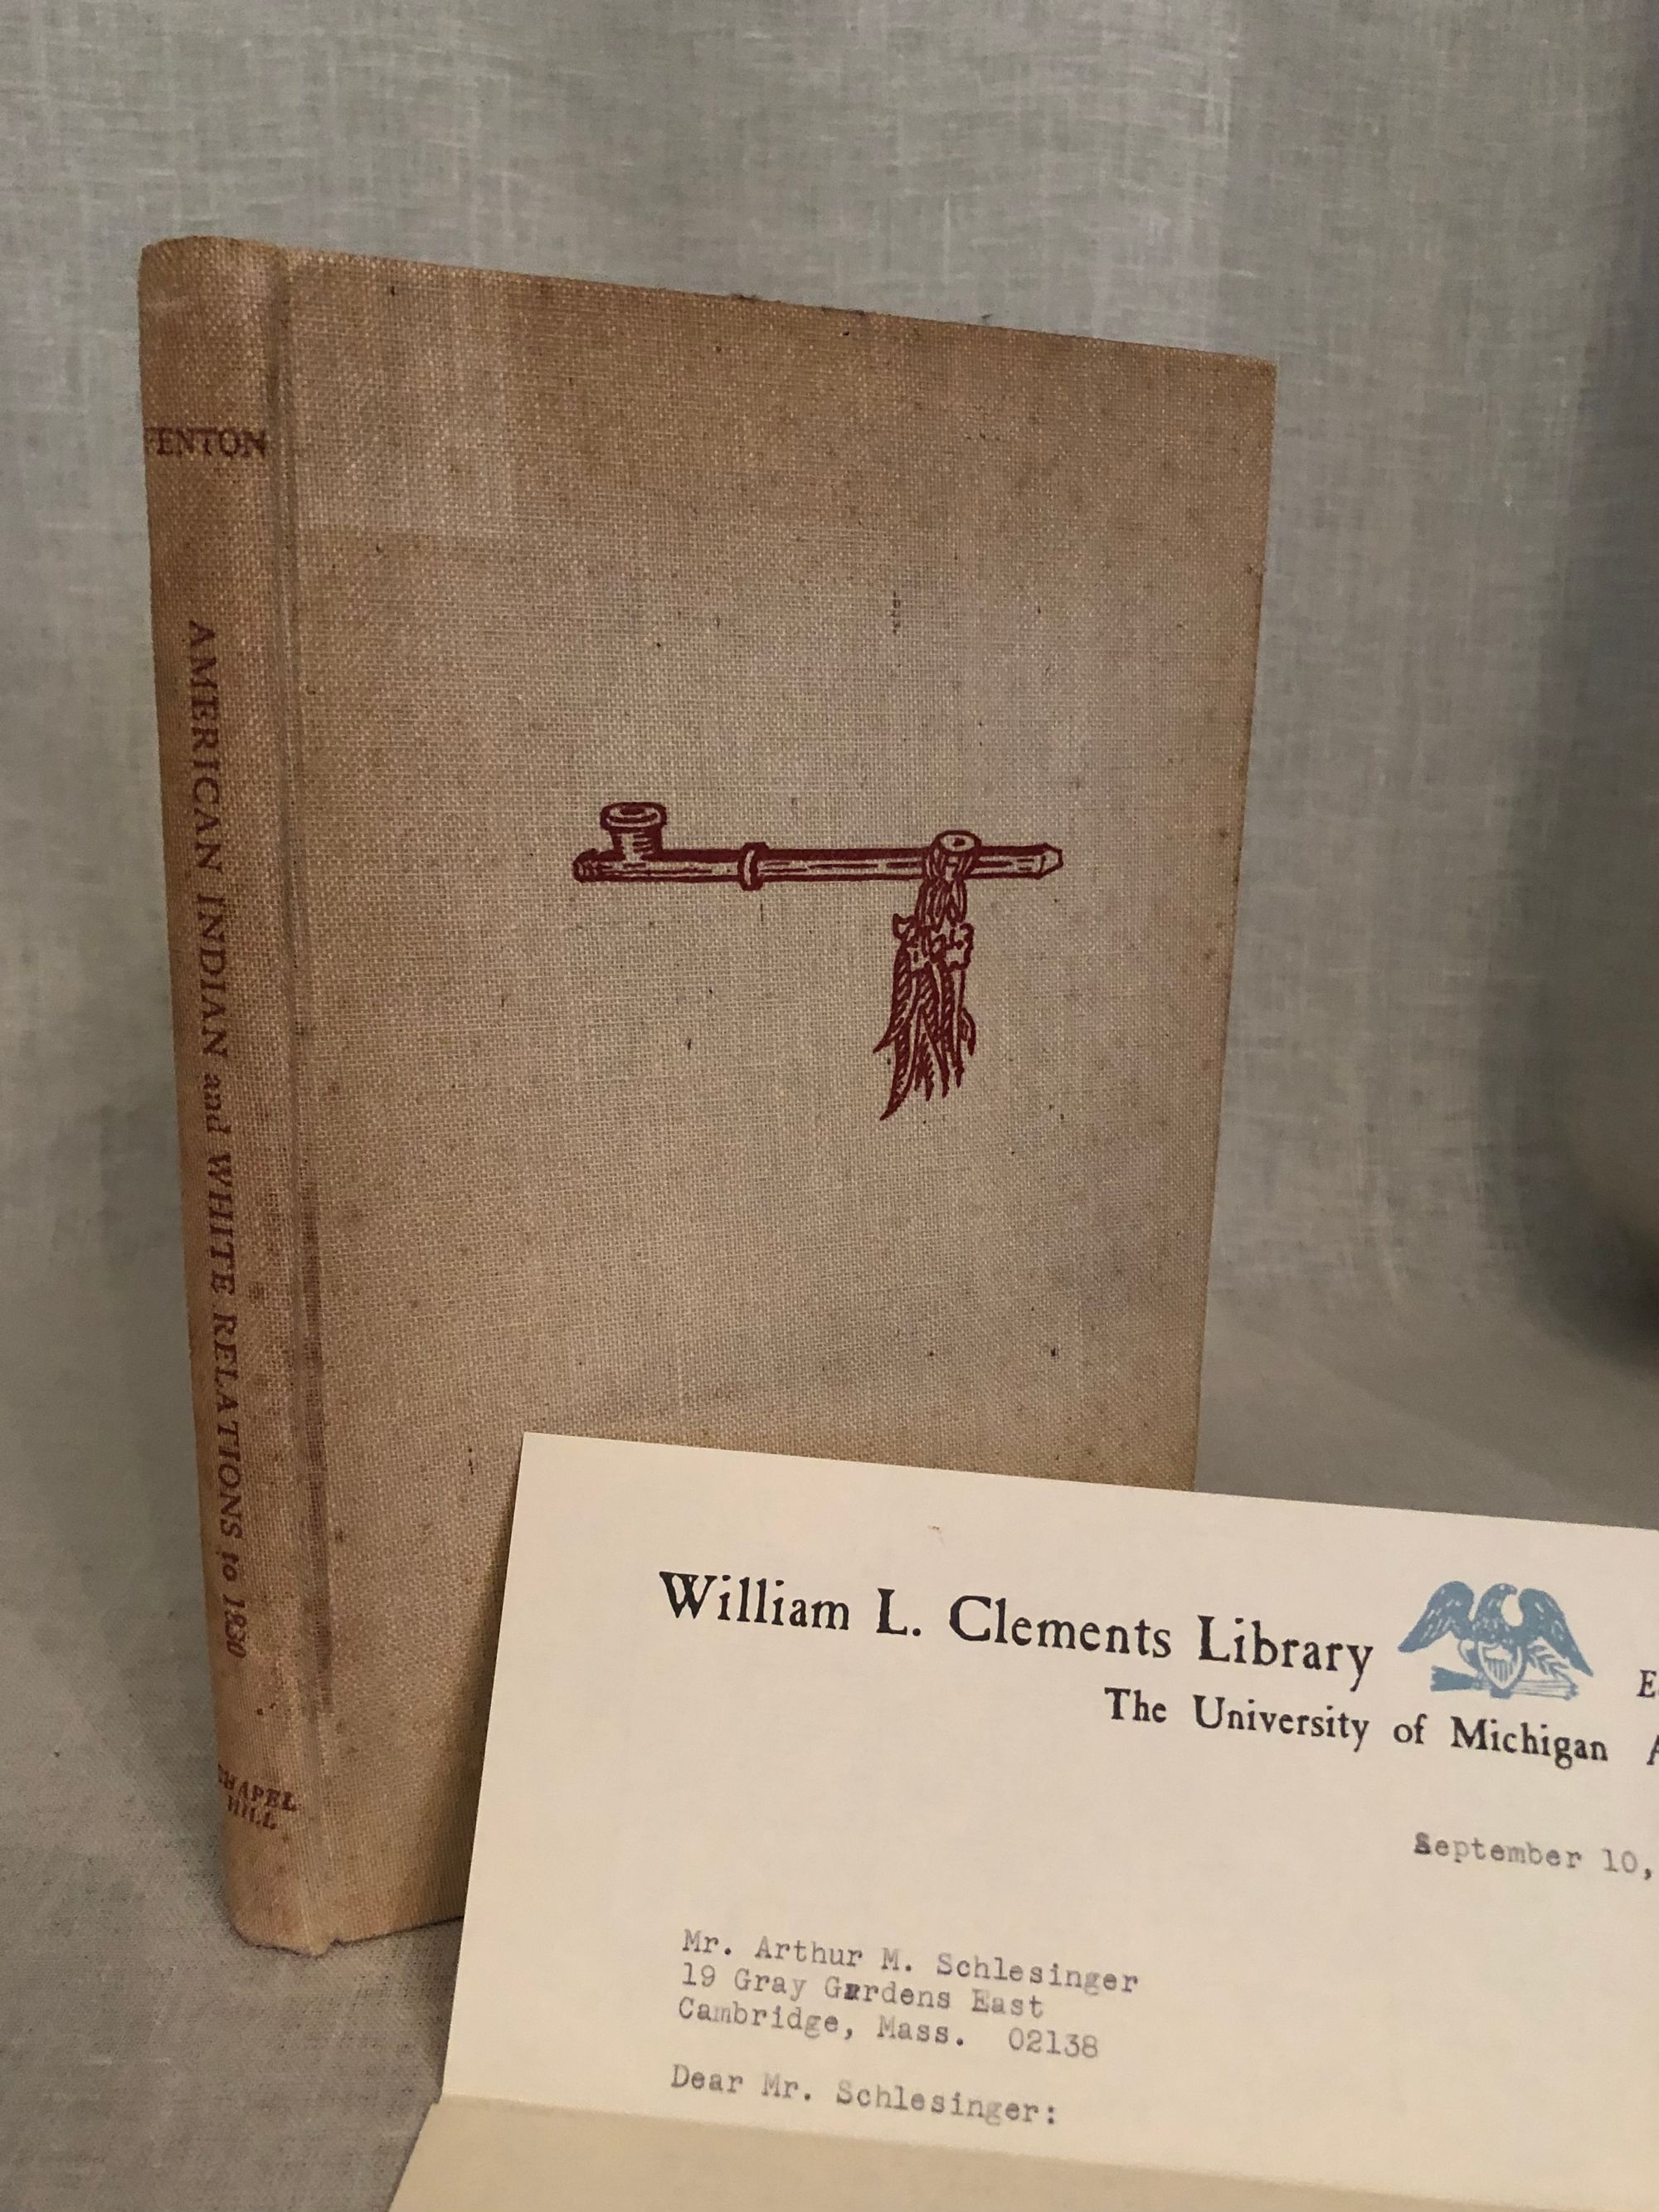 FENTON
AMERICAN INDIAN and WHITE RELATIONS to 1830
CHAPEL
HILL
William L. Clements Library
The University of Michigan
September 10,
Mr. Arthur M. Schlesinger
19 Gray Gardens East
Cambridge, Mass. 02138
Dear Mr. Schlesinger: